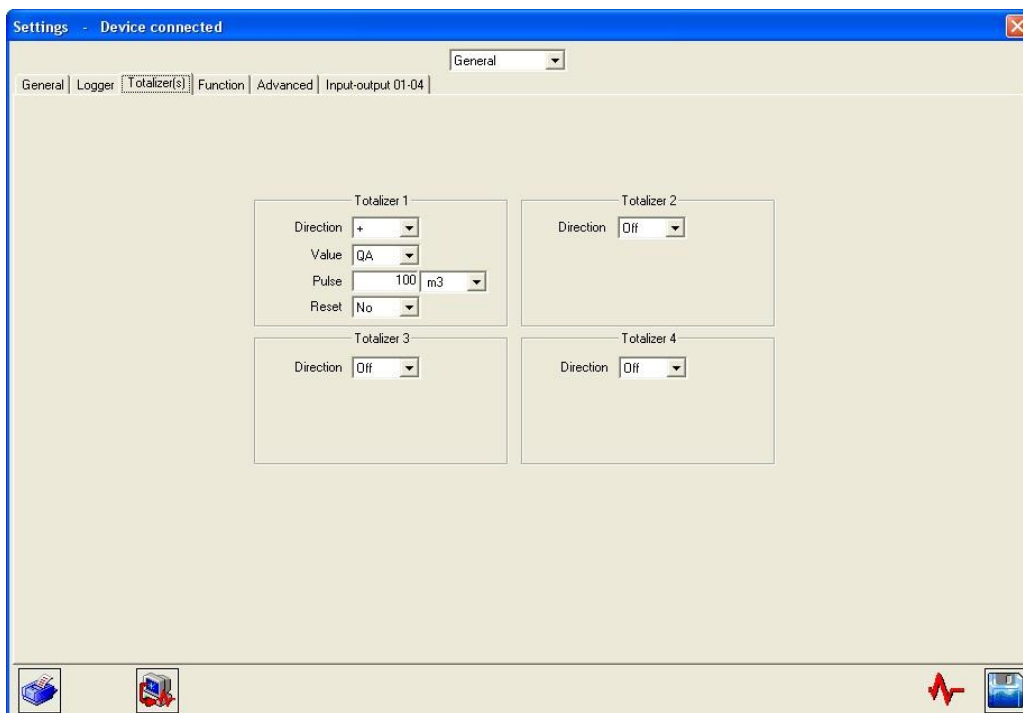 Settings - Device connected
General
General Logger Totalizer(s) Function Advanced Input-output 01-04
Totalizer 1
Direction +
Value QA
Pulse 100 m3
Reset No
Totalizer 2
Direction Off
Totalizer 3
Direction Off
Totalizer 4
Direction Off